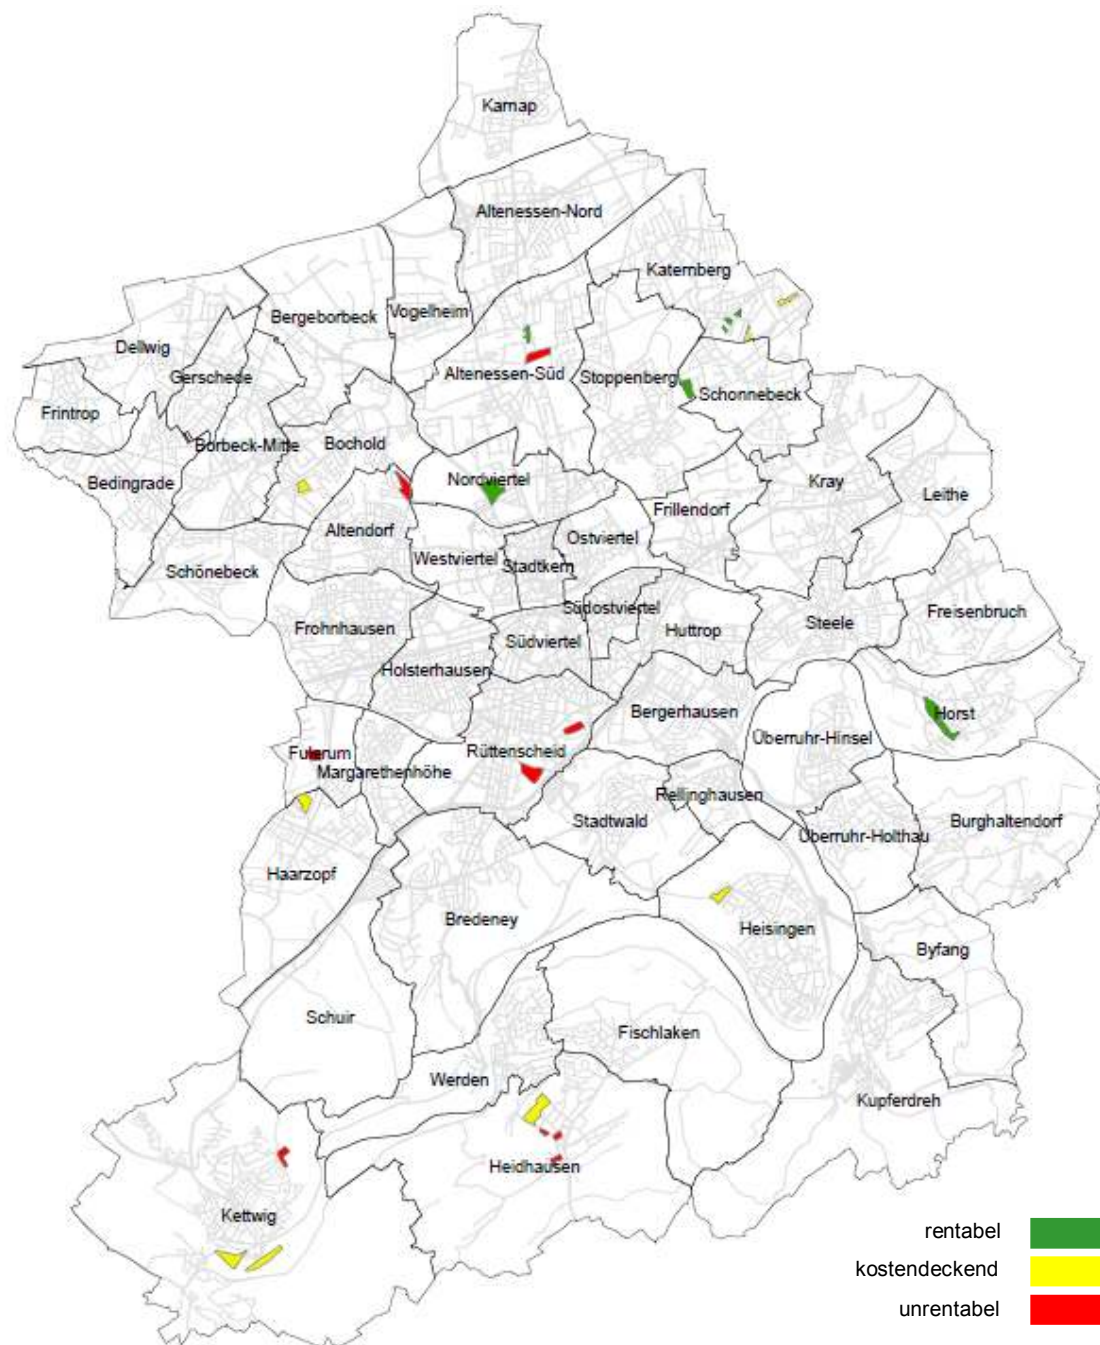 Karnap
Altenessen-Nord
Katernberg
Vogelheim
Bergeborbeck
Dellwig
Gerschede
Altenessen-Süd
Stoppenberg
Schonnebeck
Frintrop
Borbeck-Mitte
Bochold
Bedingrade
Nordviertel
Kray
Leithe
Frillendorf
Altendorf
Ostviertel
Westviertel
Stadtkern
Schönebeck
Südostviertel
Freisenbruch
Steele
Frohnhausen
Huttrop
Südviertel
Holsterhausen
Bergerhausen
Horst
Überruhr-Hinsel
Fulerum
Rüttenscheid
Margarethenhöhe
Rellinghausen
Stadtwald
Burghaltendorf
Überruhr-Holthau
Haarzopf
Bredeney
Heisingen
Byfang
Schuir
Fischlaken
Werden
Kupferdreh
Heidhausen
Kettwig
rentabel
kostendeckend
unrentabel